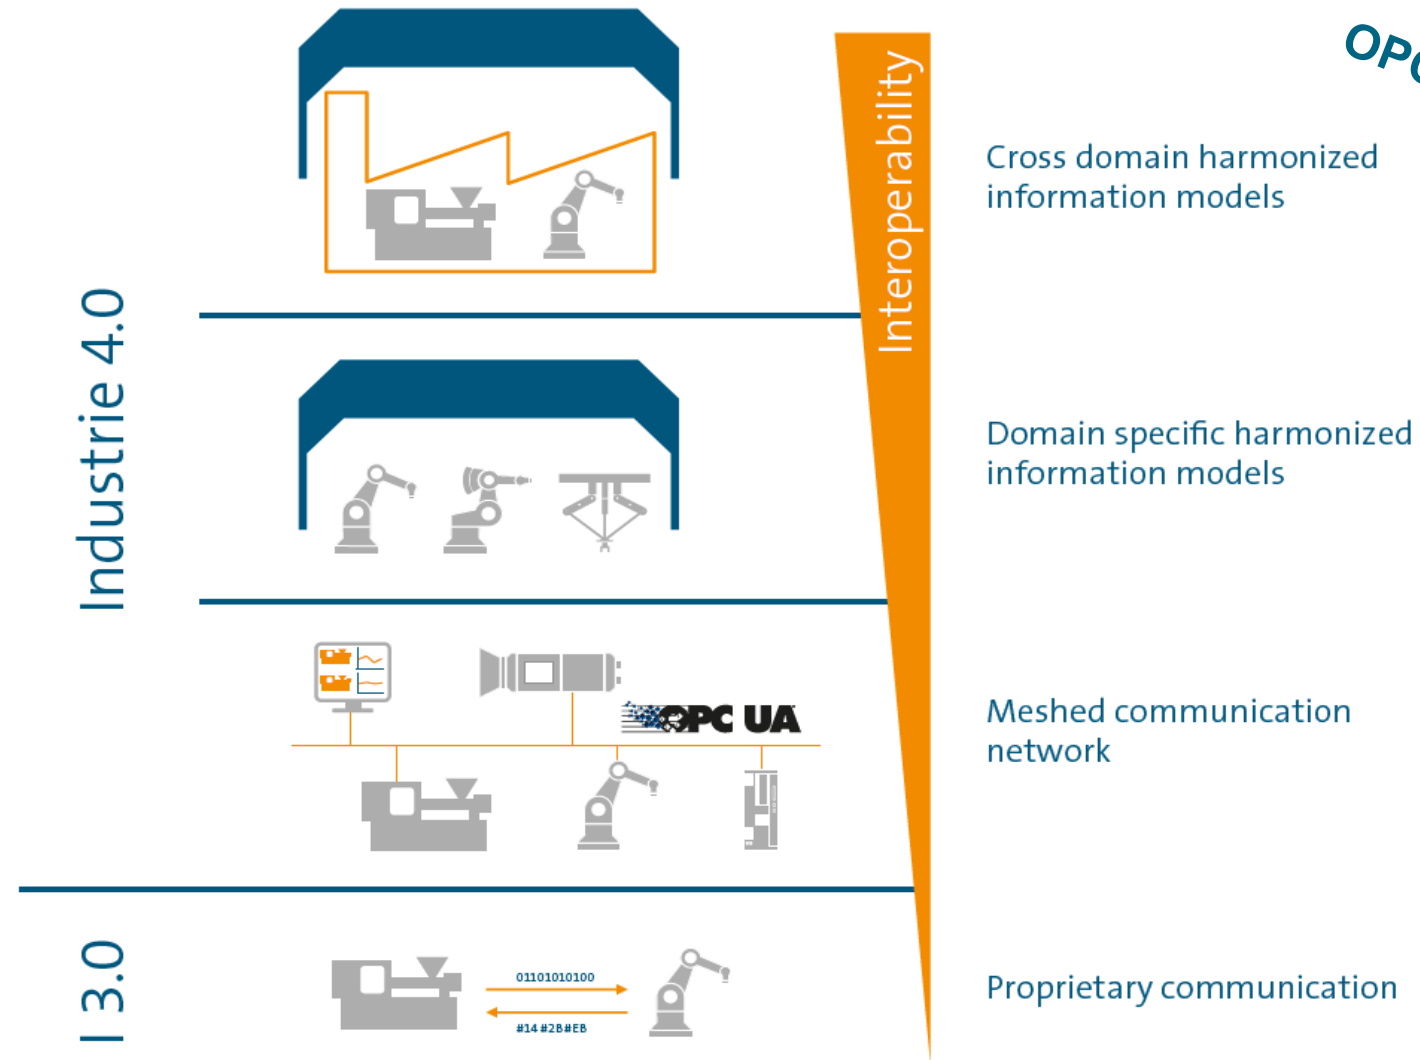 OPC
Interoperability
Cross domain harmonized
information models
Industrie 4.0
Domain specific harmonized
information models
OPC UA
Meshed communication
network
I 3.0
01101010100
#14 #2B#EB
Proprietary communication